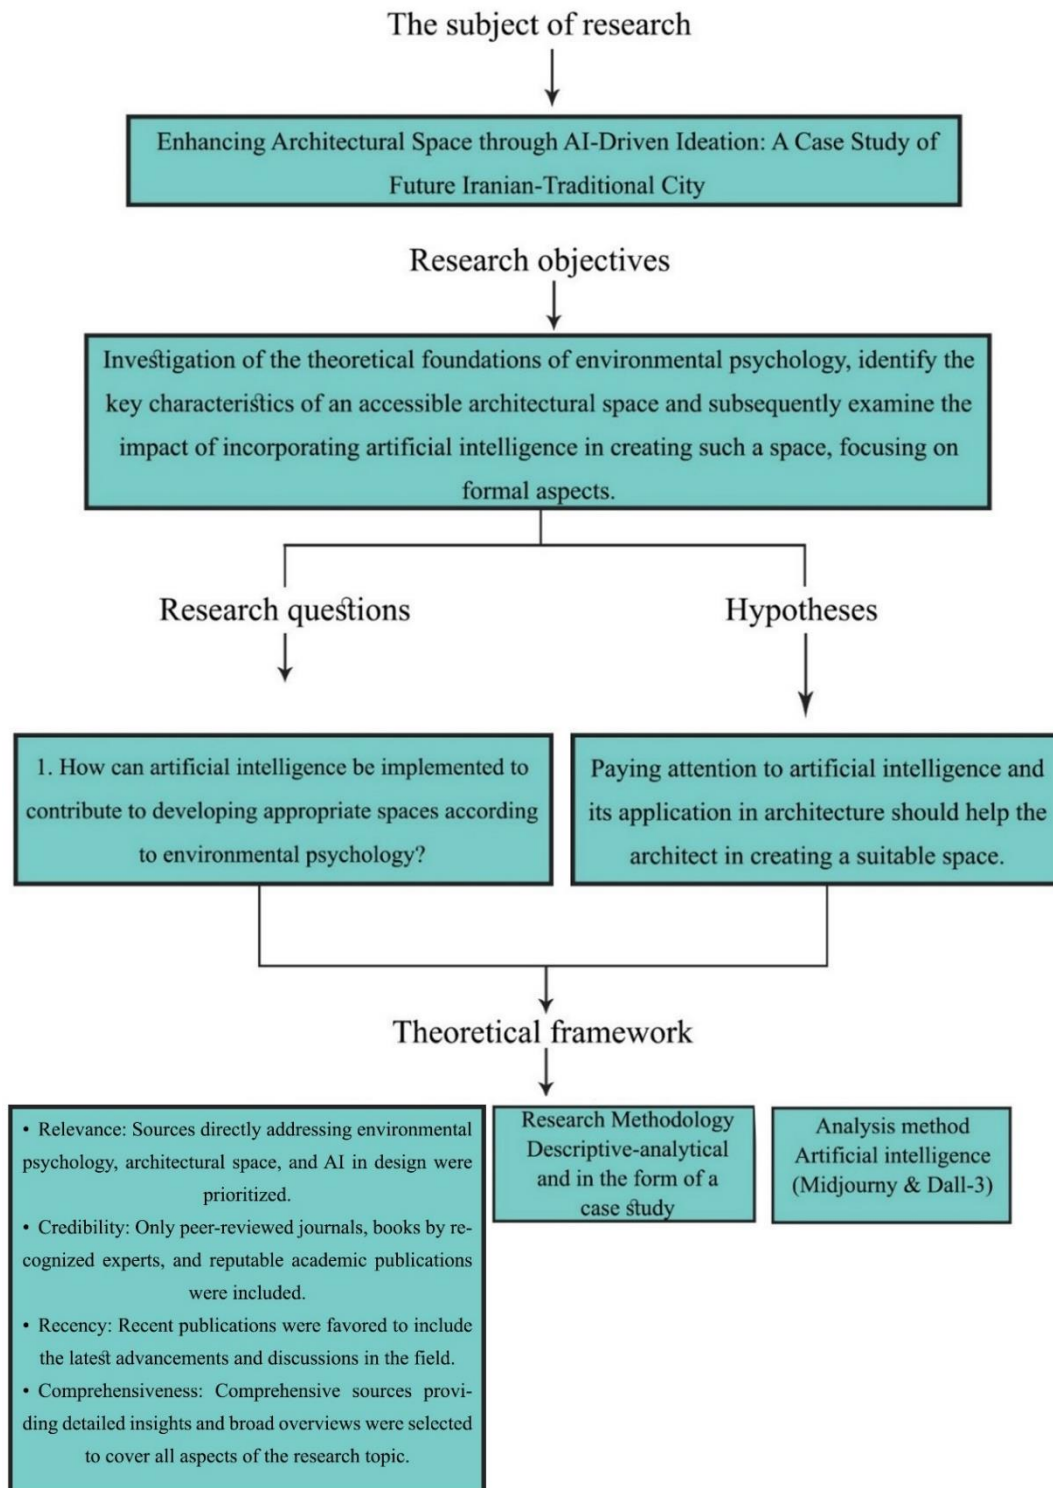 The subject of research
Enhancing Architectural Space through AI-Driven Ideation: A Case Study of
Future Iranian-Traditional City
Research objectives
Investigation of the theoretical foundations of environmental psychology, identify the
key characteristics of an accessible architectural space and subsequently examine the
impact of incorporating artificial intelligence in creating such a space, focusing on
formal aspects.
Research questions
Hypotheses
1. How can artificial intelligence be implemented to
contribute to developing appropriate spaces according
to environmental psychology?
Paying attention to artificial intelligence and
its application in architecture should help the
architect in creating a suitable space.
Theoretical framework
• Relevance: Sources directly addressing environmental
psychology, architectural space, and AI in design were
prioritized.
• Credibility: Only peer-reviewed journals, books by re-
cognized experts, and reputable academic publications
were included.
• Recency: Recent publications were favored to include
the latest advancements and discussions in the field.
• Comprehensiveness: Comprehensive sources provi-
ding detailed insights and broad overviews were selected
to cover all aspects of the research topic.
Research Methodology
Descriptive-analytical
and in the form of a
case study
Analysis method
Artificial intelligence
(Midjourny & Dall-3)